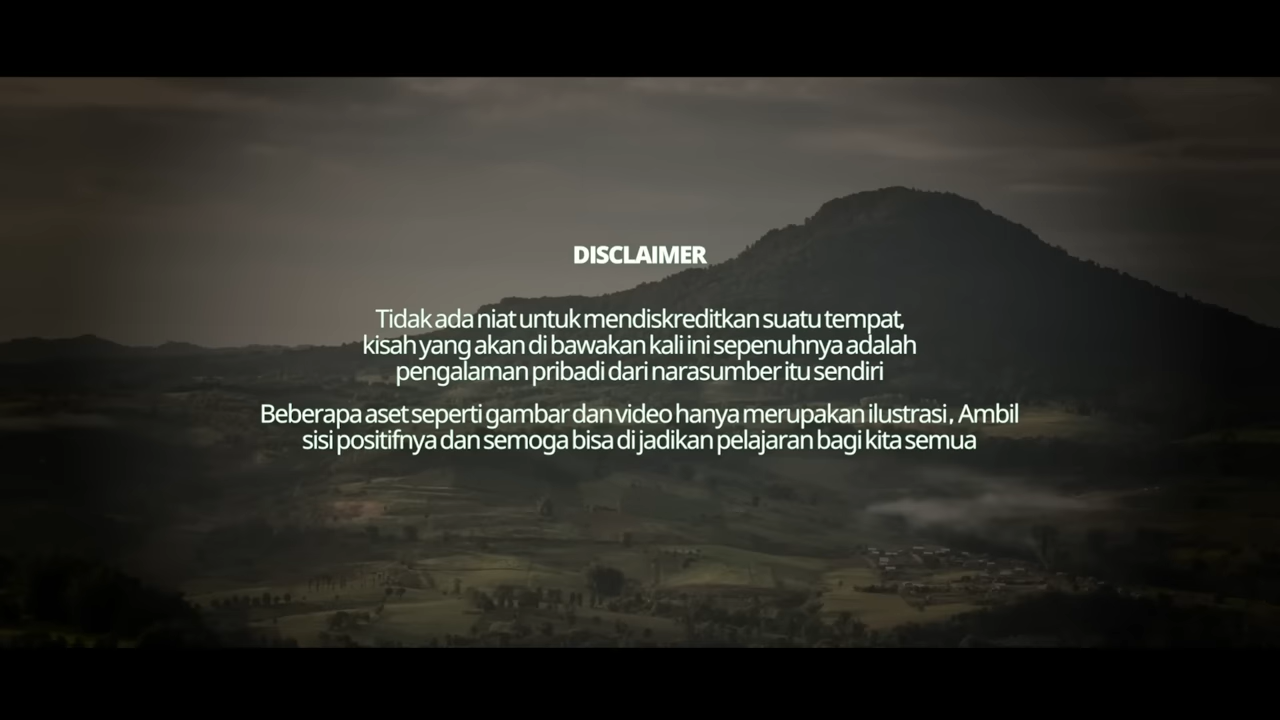 DISCLAIMER
Tidak ada niat untuk mendiskreditkan suatu tempat,
kisah yang akan di bawakan kali ini sepenuhnya adalah
pengalaman pribadi dari narasumber itu sendiri
Beberapa aset seperti gambar dan video hanya merupakan ilustrasi, Ambil
sisi positifnya dan semoga bisa di jadikan pelajaran bagi kita semua